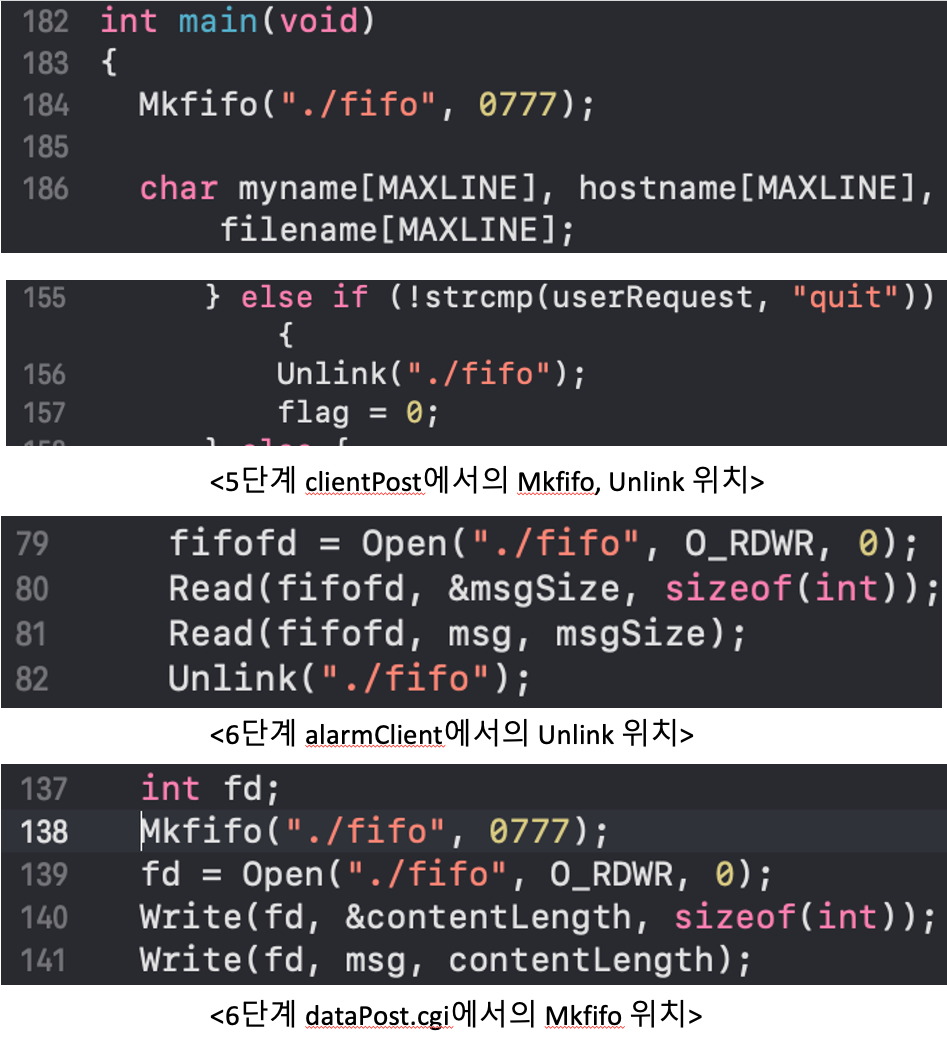 182 int main(void)
183 {
184 Mkfifo("./fifo", 0777);
185
186 char myname[MAXLINE], hostname[MAXLINE],
filename[MAXLINE];
155 } else if (!strcmp(userRequest, "quit"))
{
156 Unlink("./fifo");
157 flag = 0;
<5단계 clientPost에서의 Mkfifo, Unlink 위치>
79 fifofd = Open("./fifo", O_RDWR, 0);
80 Read(fifofd, &msgSize, sizeof(int));
81 Read(fifofd, msg, msgSize);
82 Unlink("./fifo");
<6단계 alarmClient에서의 Unlink 위치>
137 int fd;
138 Mkfifo("./fifo", 0777);
139 fd = Open("./fifo", O_RDWR, 0);
140 Write(fd, &contentLength, sizeof(int));
141 Write(fd, msg, contentLength);
<6단계 dataPost.cgi에서의 Mkfifo 위치>